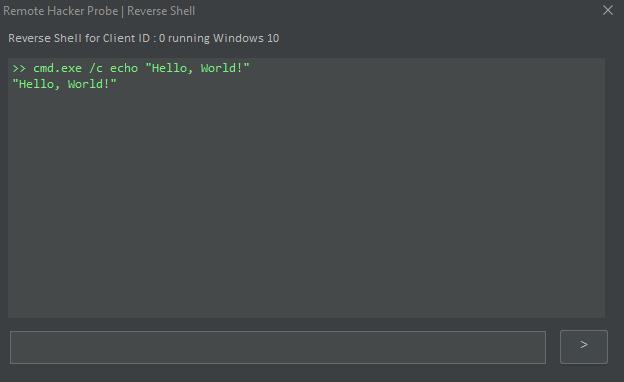 Remote Hacker Probe | Reverse Shell
Reverse Shell for Client ID : 0 running Windows 10
>> cmd.exe /c echo "Hello, World!"
"Hello, World!"
>